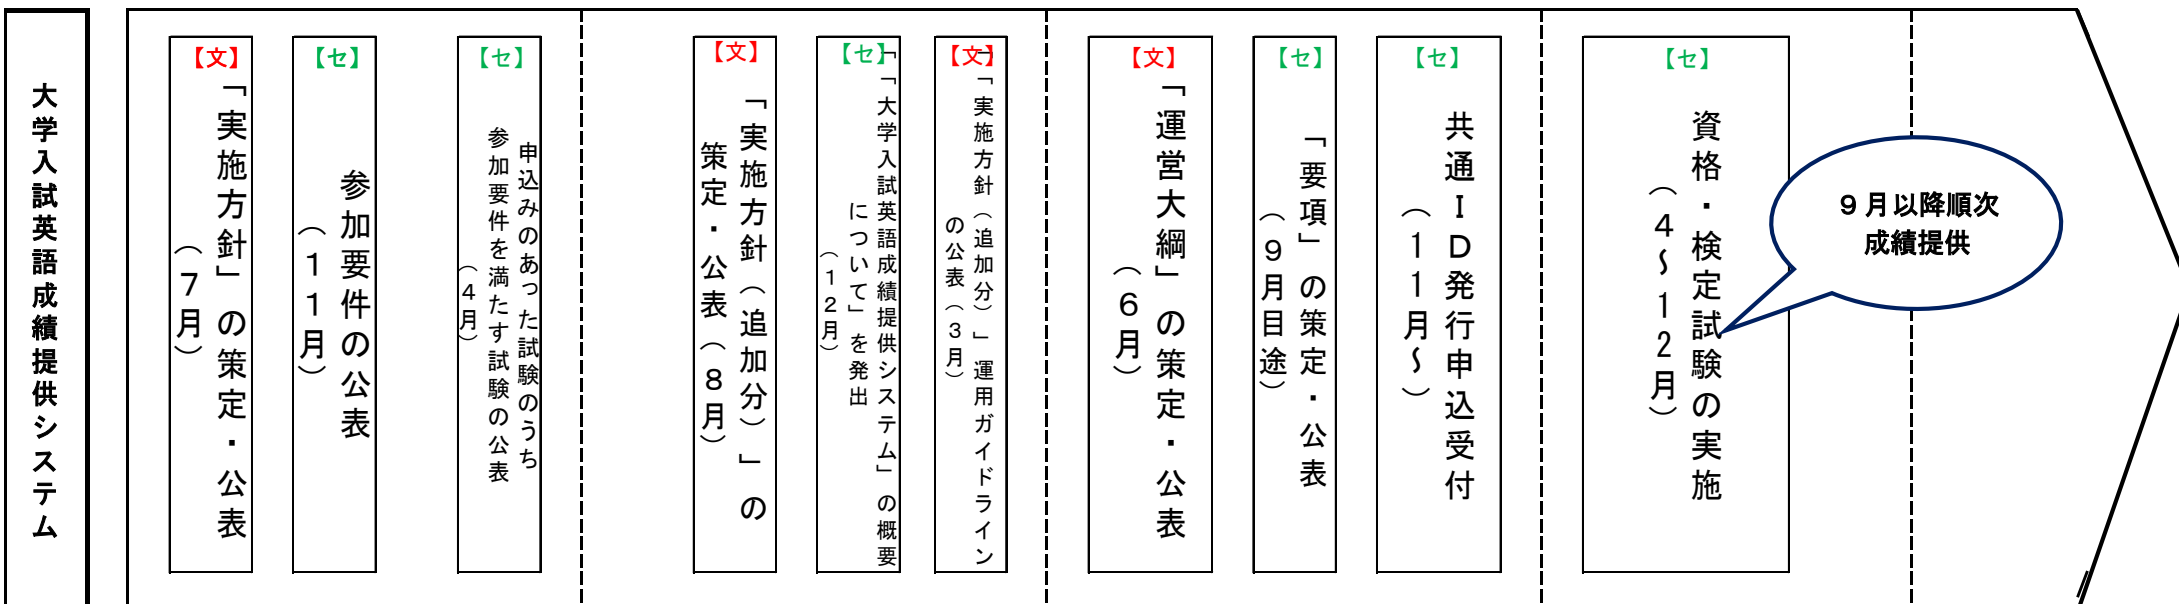 大学入試英語成績提供システム
【文】
「実施方針」の策定・公表
（７月）
【セ】
参加要件の公表
（１１月）
【セ】
申込みのあった試験のうち
参加要件を満たす試験の公表
（４月）
【文】
「実施方針（追加分）」の
策定・公表（８月）
【セ】
「大学入試英語成績提供システム」の概要
について」を発出
（１２月）
【文】
「「実施方針（追加分）」運用ガイドライン
の公表（３月）
【文】
「運営大綱」の策定・公表
（６月）
【セ】
「要項」の策定・公表
（９月目途）
【セ】
共通ＩＤ発行申込受付
（１１月～）
【セ】
資格・検定試験の実施
（４～１２月）
９月以降順次
成績提供